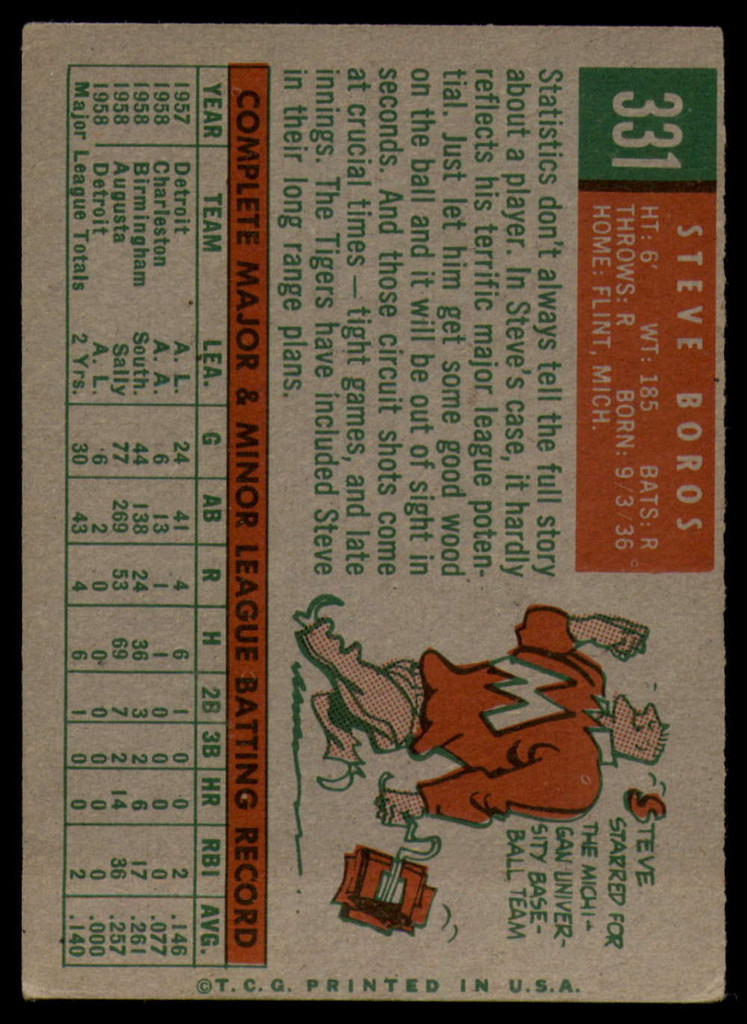 331
STEVE BOROS
HT: 6' WT: 185 BATS: R
THROWS: R BORN: 9/3/36
HOME: FLINT, MICH.
Statistics don't always tell the full story
about a player. In Steve's case, it hardly
reflects his terrific major league poten-
tial. Just let him get some good wood
on the ball and it will be out of sight in
seconds. And those circuit shots come
at crucial times — tight games, and late
innings. The Tigers have included Steve
in their long range plans.
STEVE
STARRED FOR
THE MICHI-
GAN UNIVER-
SITY BASE-
BALL TEAM
M
COMPLETE MAJOR & MINOR LEAGUE BATTING RECORD
YEAR TEAM LEA. G AB R H 2B 3B HR RBI AVG.
1957 Detroit A. L. 24 41 4 6 1 0 0 2 .146
1958 Charleston A. A. 6 13 1 1 0 0 0 0 .077
1958 Birmingham South. 44 138 24 36 3 2 6 17 .261
1958 Augusta Sally 77 269 53 69 7 2 14 36 .257
1958 Detroit A. L. 6 2 0 0 0 0 0 0 .000
Major League Totals 2 Yrs. 30 43 4 6 1 0 0 2 .140
©T.C.G. PRINTED IN U.S.A.